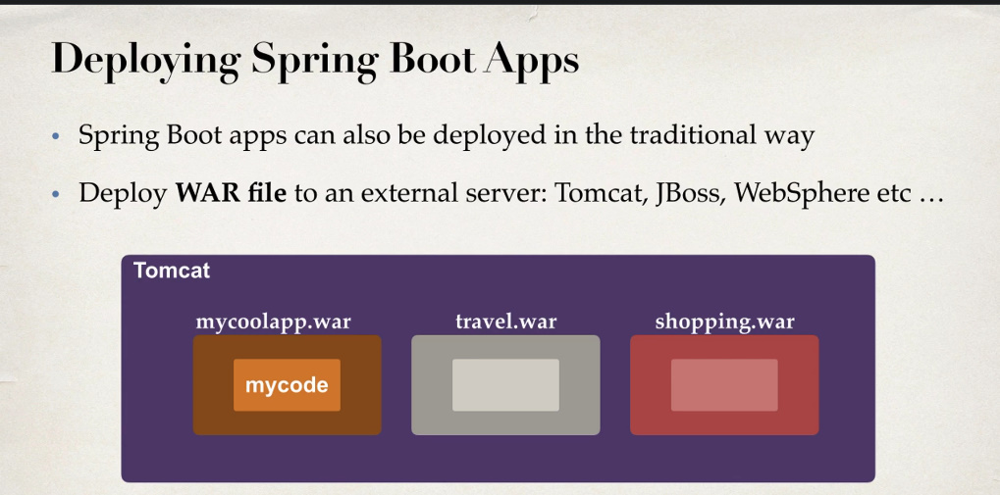 Deploying Spring Boot Apps
• Spring Boot apps can also be deployed in the traditional way
• Deploy WAR file to an external server: Tomcat, JBoss, WebSphere etc …
Tomcat
mycoolapp.war travel.war shopping.war
mycode